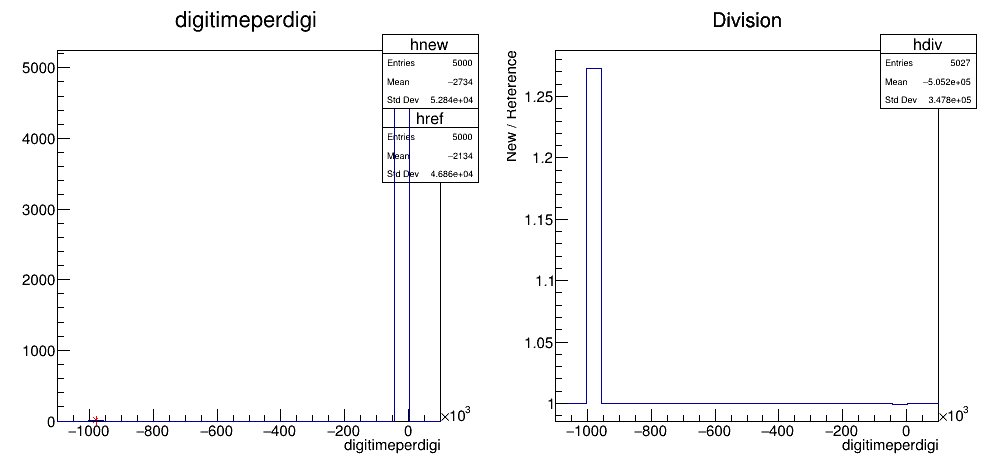 digitimeperdigi
hnew
Entries 5000
Mean −2734
Std Dev 5.284e+04
href
Entries 5000
Mean −2134
Std Dev 4.686e+04
5000
4000
3000
2000
1000
0
−1000 −800 −600 −400 −200 0
×10³
digitimeperdigi
Division
hdiv
Entries 5027
Mean −5.052e+05
Std Dev 3.478e+05
New / Reference
1.25
1.2
1.15
1.1
1.05
1
−1000 −800 −600 −400 −200 0
×10³
digitimeperdigi